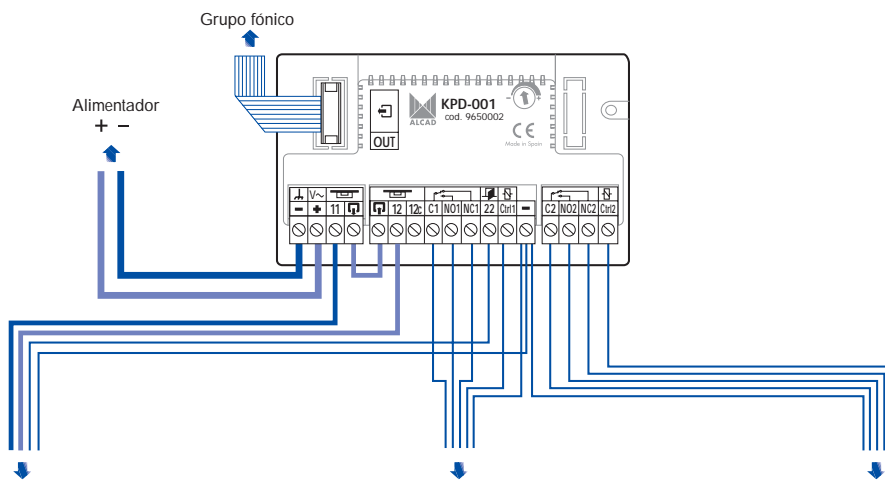 Grupo fónico
Alimentador
+ −
ALCAD
KPD-001
cod. 9650002
− +
CE
Made in Spain
OUT
V~
− + 11
12 12c C1 NO1 NC1 22 Ctrl1 −
C2 NO2 NC2 Ctrl2